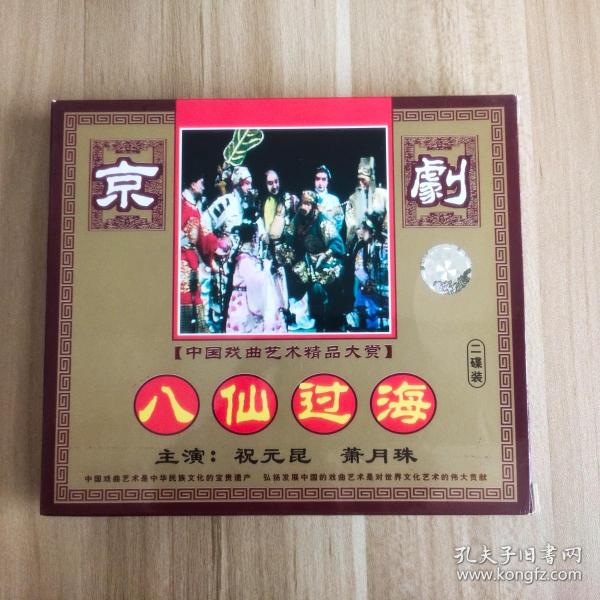 京劇
【中国戏曲艺术精品大赏】
二碟装
八仙过海
主演：祝元昆 萧月珠
中国戏曲艺术是中华民族文化的宝贵遗产 弘扬发展中国的戏曲艺术是对世界文化艺术的伟大贡献
孔夫子旧书网
www.kongfz.com